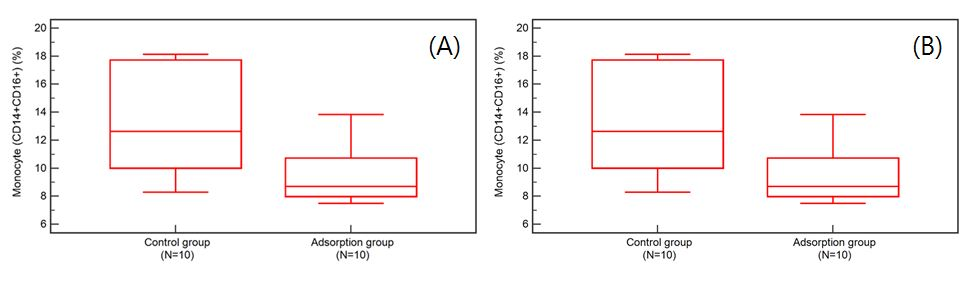 (A)
Monocyte (CD14+CD16+) (%)
20
18
16
14
12
10
8
6
Control group
(N=10)
Adsorption group
(N=10)
(B)
Monocyte (CD14+CD16+) (%)
20
18
16
14
12
10
8
6
Control group
(N=10)
Adsorption group
(N=10)